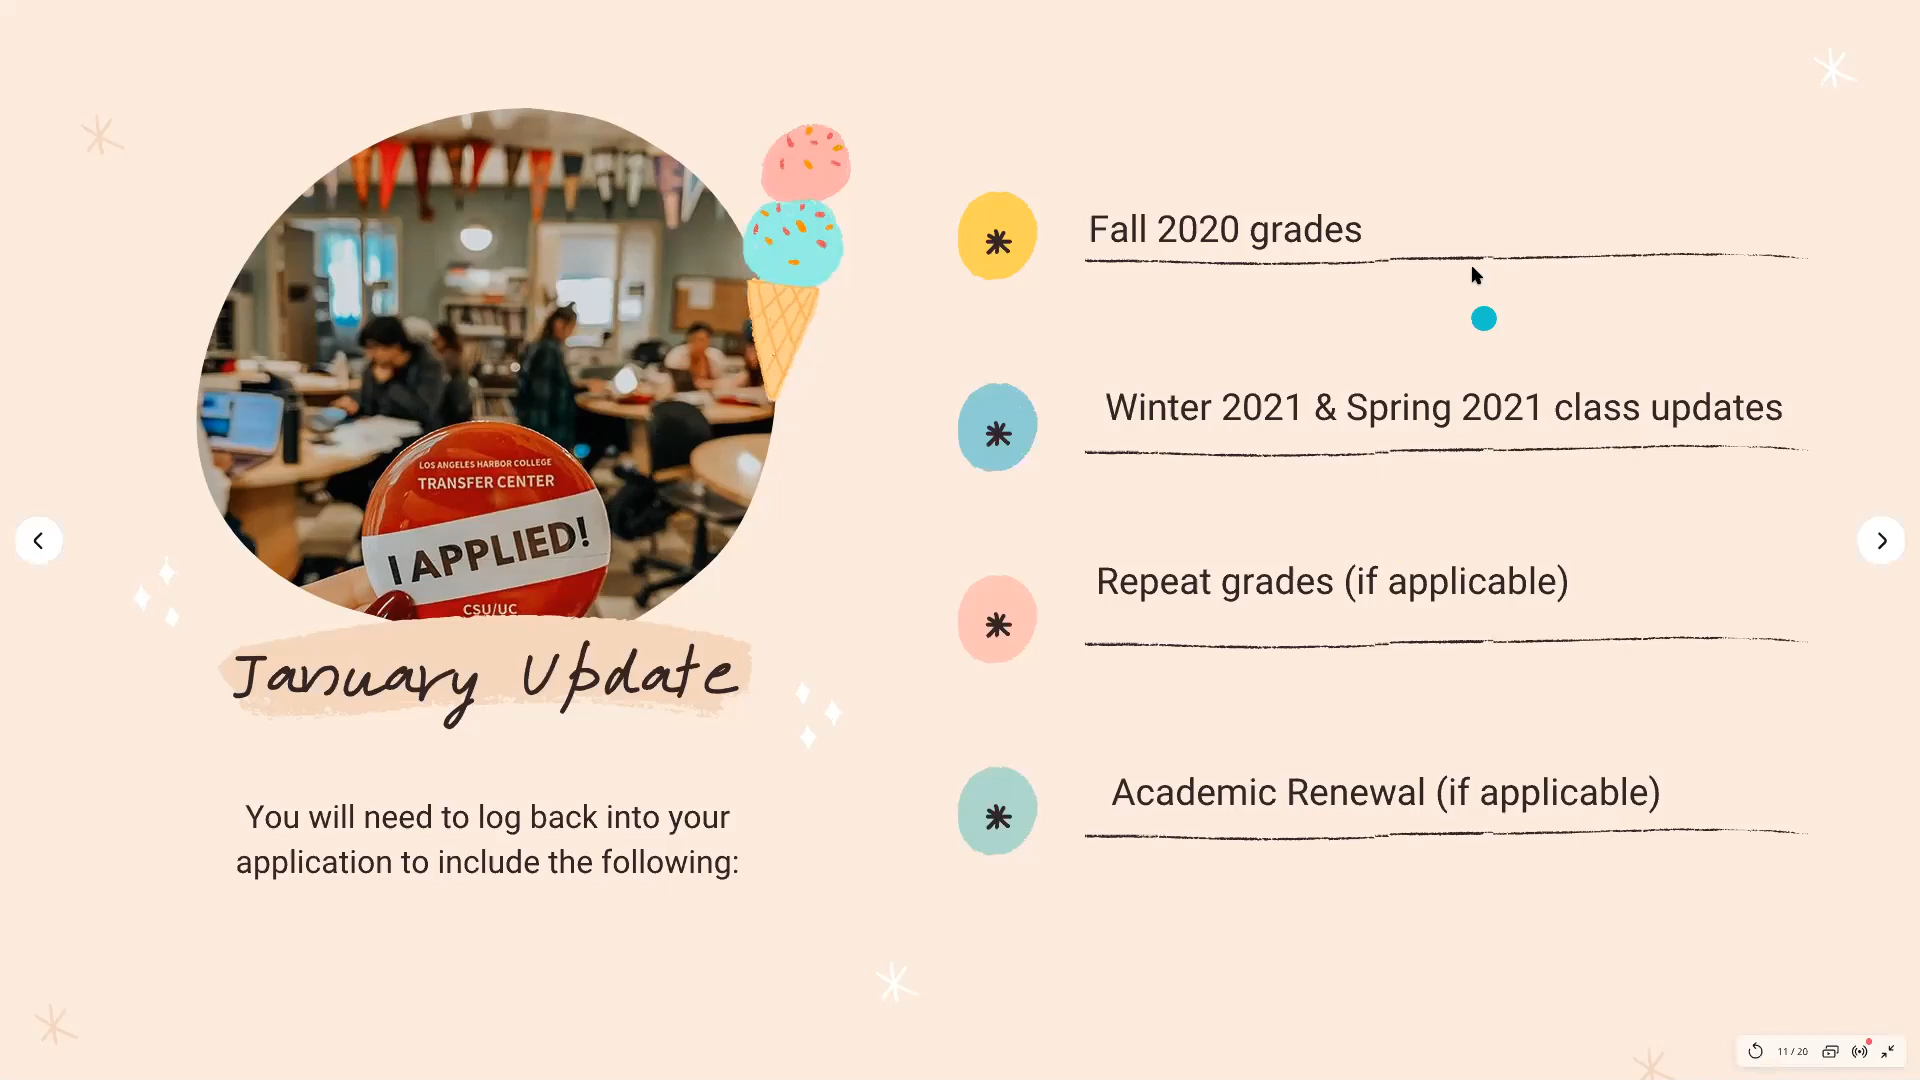 LOS ANGELES HARBOR COLLEGE
TRANSFER CENTER
I APPLIED!
CSU/UC
January Update
You will need to log back into your
application to include the following:
Fall 2020 grades
Winter 2021 & Spring 2021 class updates
Repeat grades (if applicable)
Academic Renewal (if applicable)
11 / 20